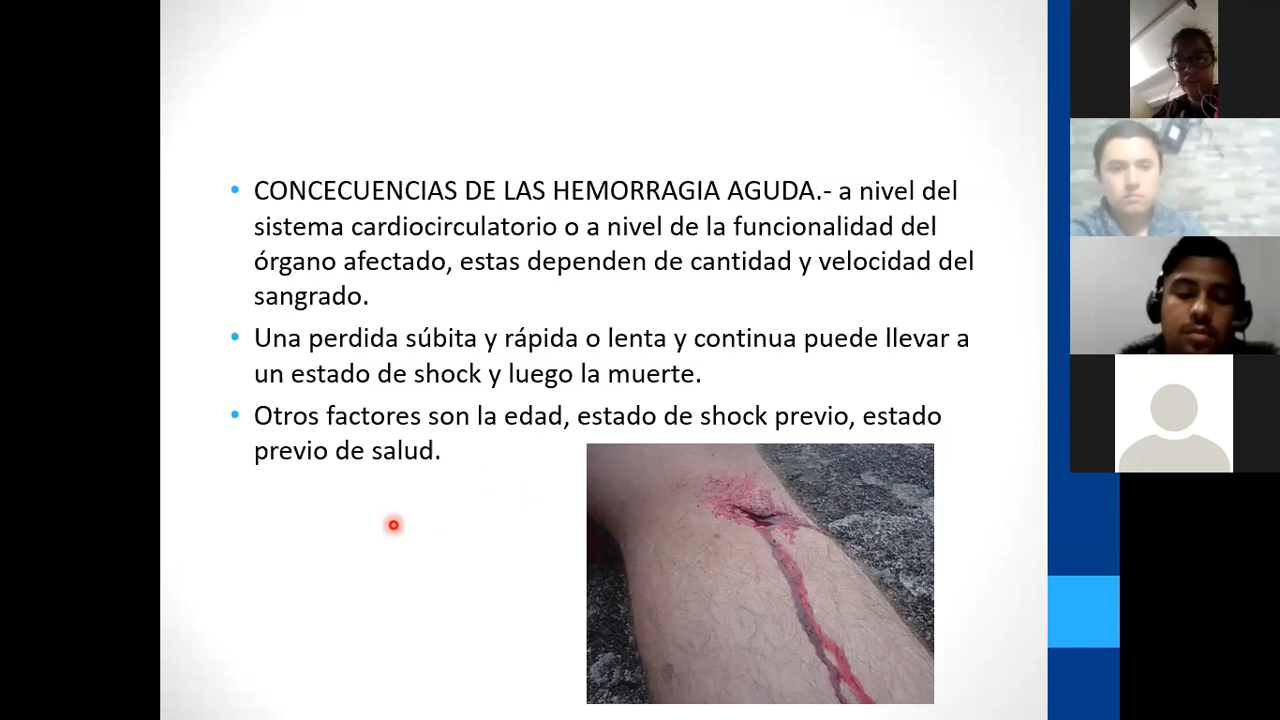 CONCECUENCIAS DE LAS HEMORRAGIA AGUDA.- a nivel del
sistema cardiocirculatorio o a nivel de la funcionalidad del
órgano afectado, estas dependen de cantidad y velocidad del
sangrado.
Una perdida súbita y rápida o lenta y continua puede llevar a
un estado de shock y luego la muerte.
Otros factores son la edad, estado de shock previo, estado
previo de salud.